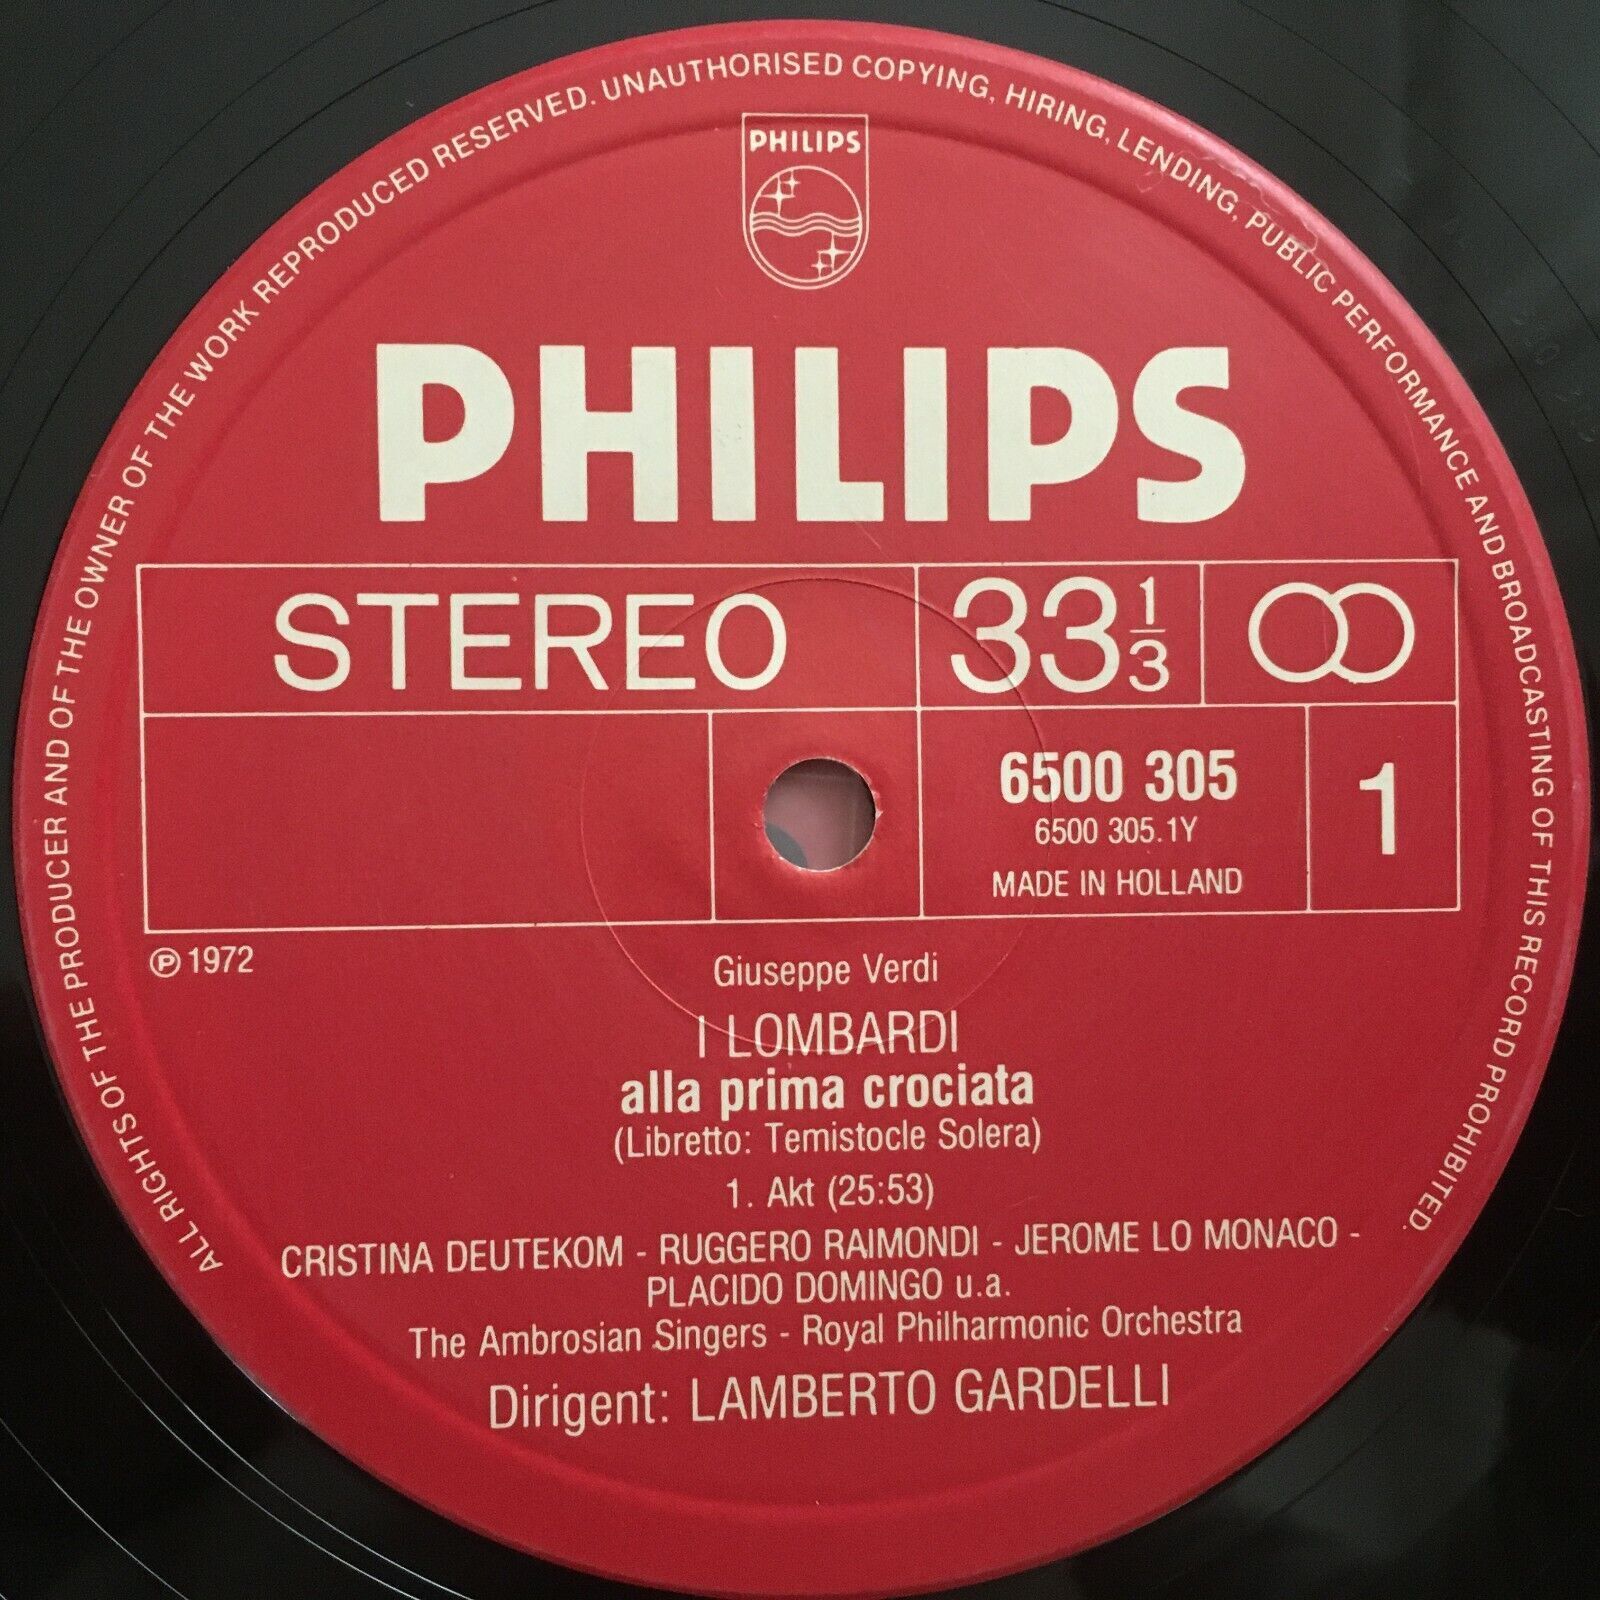 ALL RIGHTS OF THE PRODUCER AND OF THE OWNER OF THE WORK REPRODUCED RESERVED. UNAUTHORISED COPYING, HIRING, LENDING, PUBLIC PERFORMANCE AND BROADCASTING OF THIS RECORD PROHIBITED.
PHILIPS
PHILIPS
STEREO 33 1/3
6500 305
6500 305.1Y
MADE IN HOLLAND
1
℗ 1972
Giuseppe Verdi
I LOMBARDI
alla prima crociata
(Libretto: Temistocle Solera)
1. Akt (25:53)
CRISTINA DEUTEKOM - RUGGERO RAIMONDI - JEROME LO MONACO -
PLACIDO DOMINGO u.a.
The Ambrosian Singers - Royal Philharmonic Orchestra
Dirigent: LAMBERTO GARDELLI